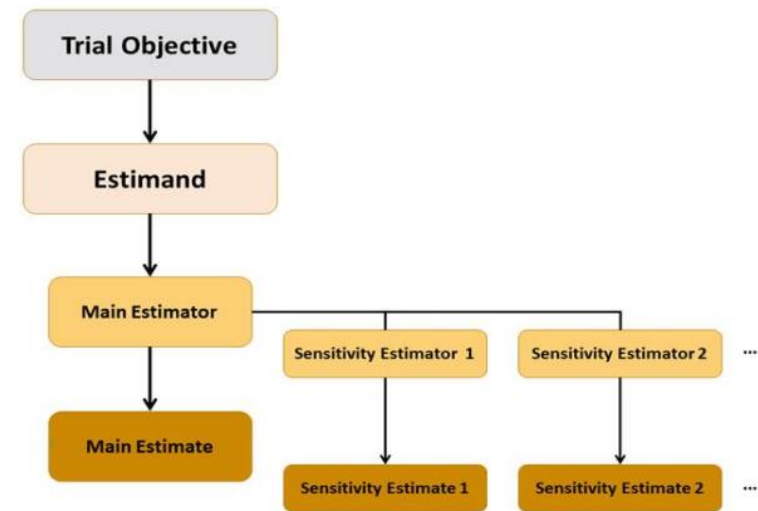 Trial Objective
Estimand
Main Estimator
Sensitivity Estimator 1
Sensitivity Estimator 2
...
Main Estimate
Sensitivity Estimate 1
Sensitivity Estimate 2
...